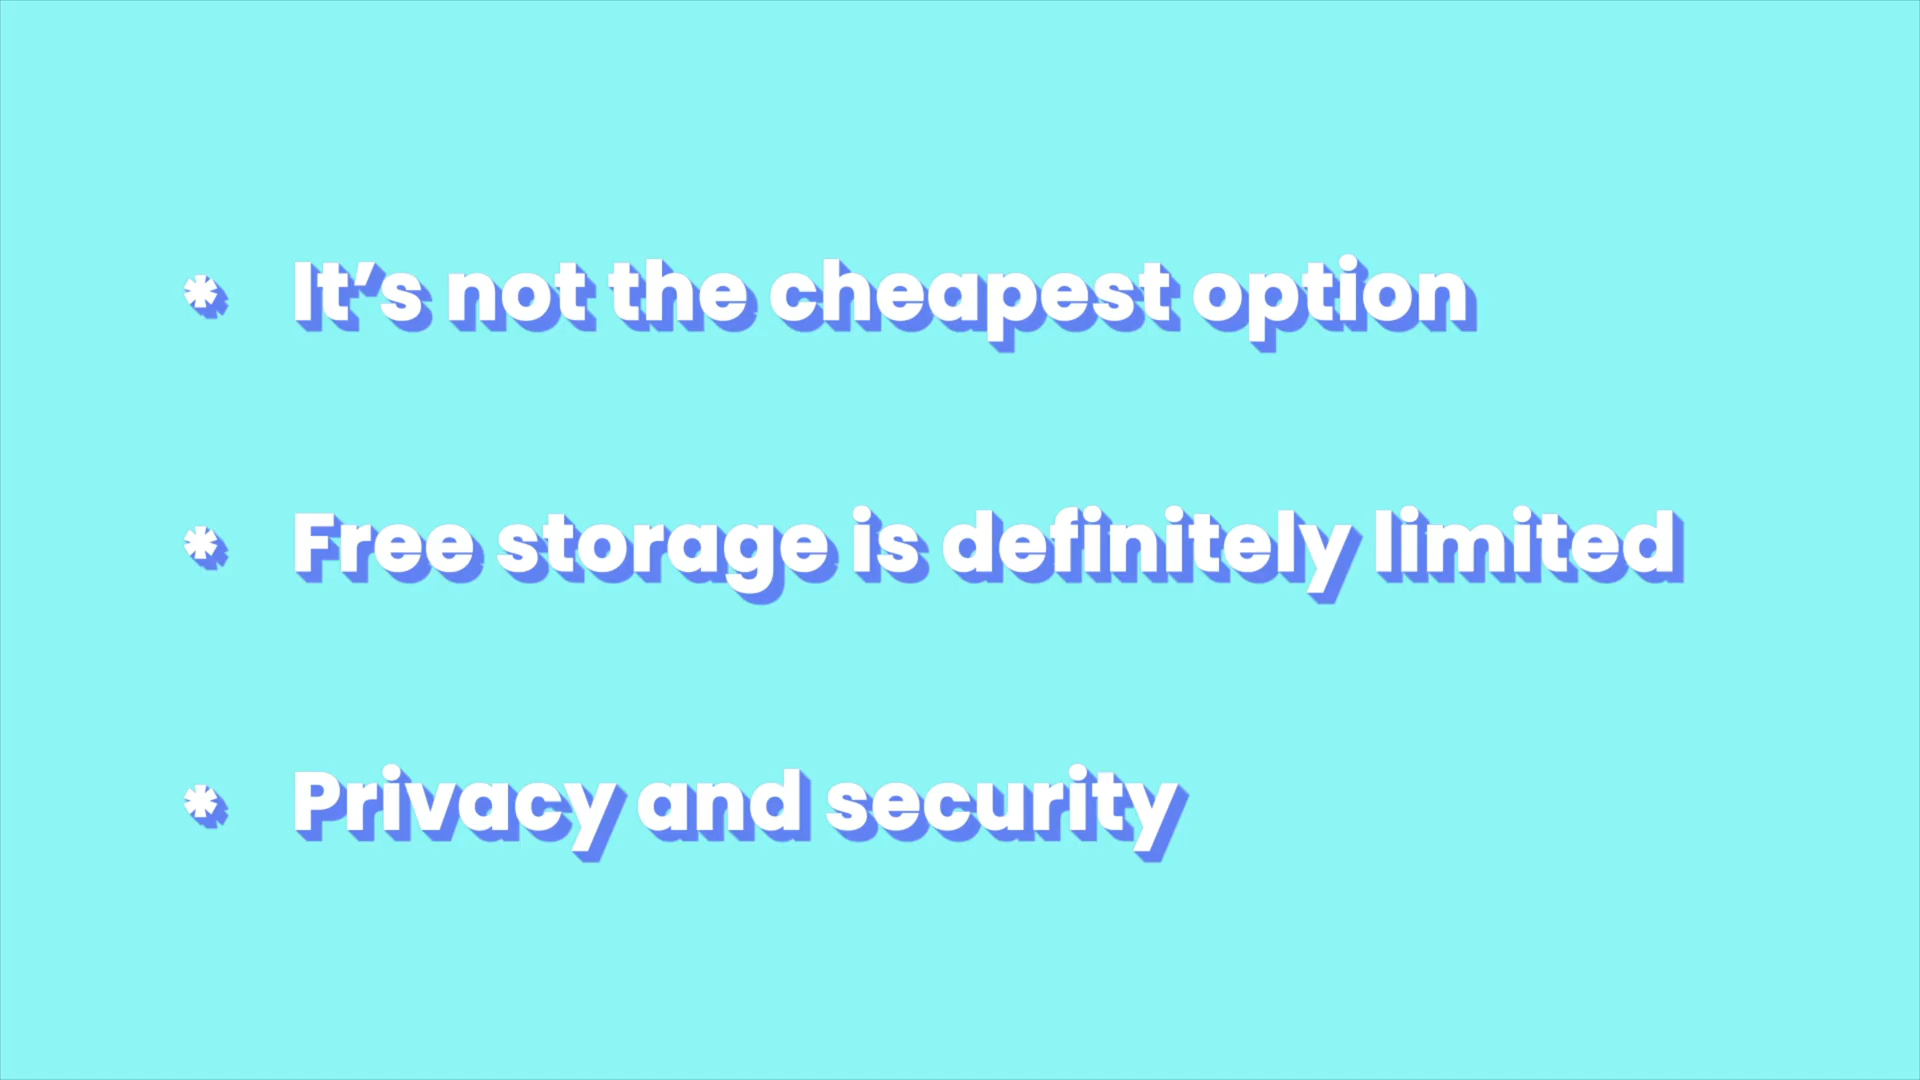 * It’s not the cheapest option
* Free storage is definitely limited
* Privacy and security